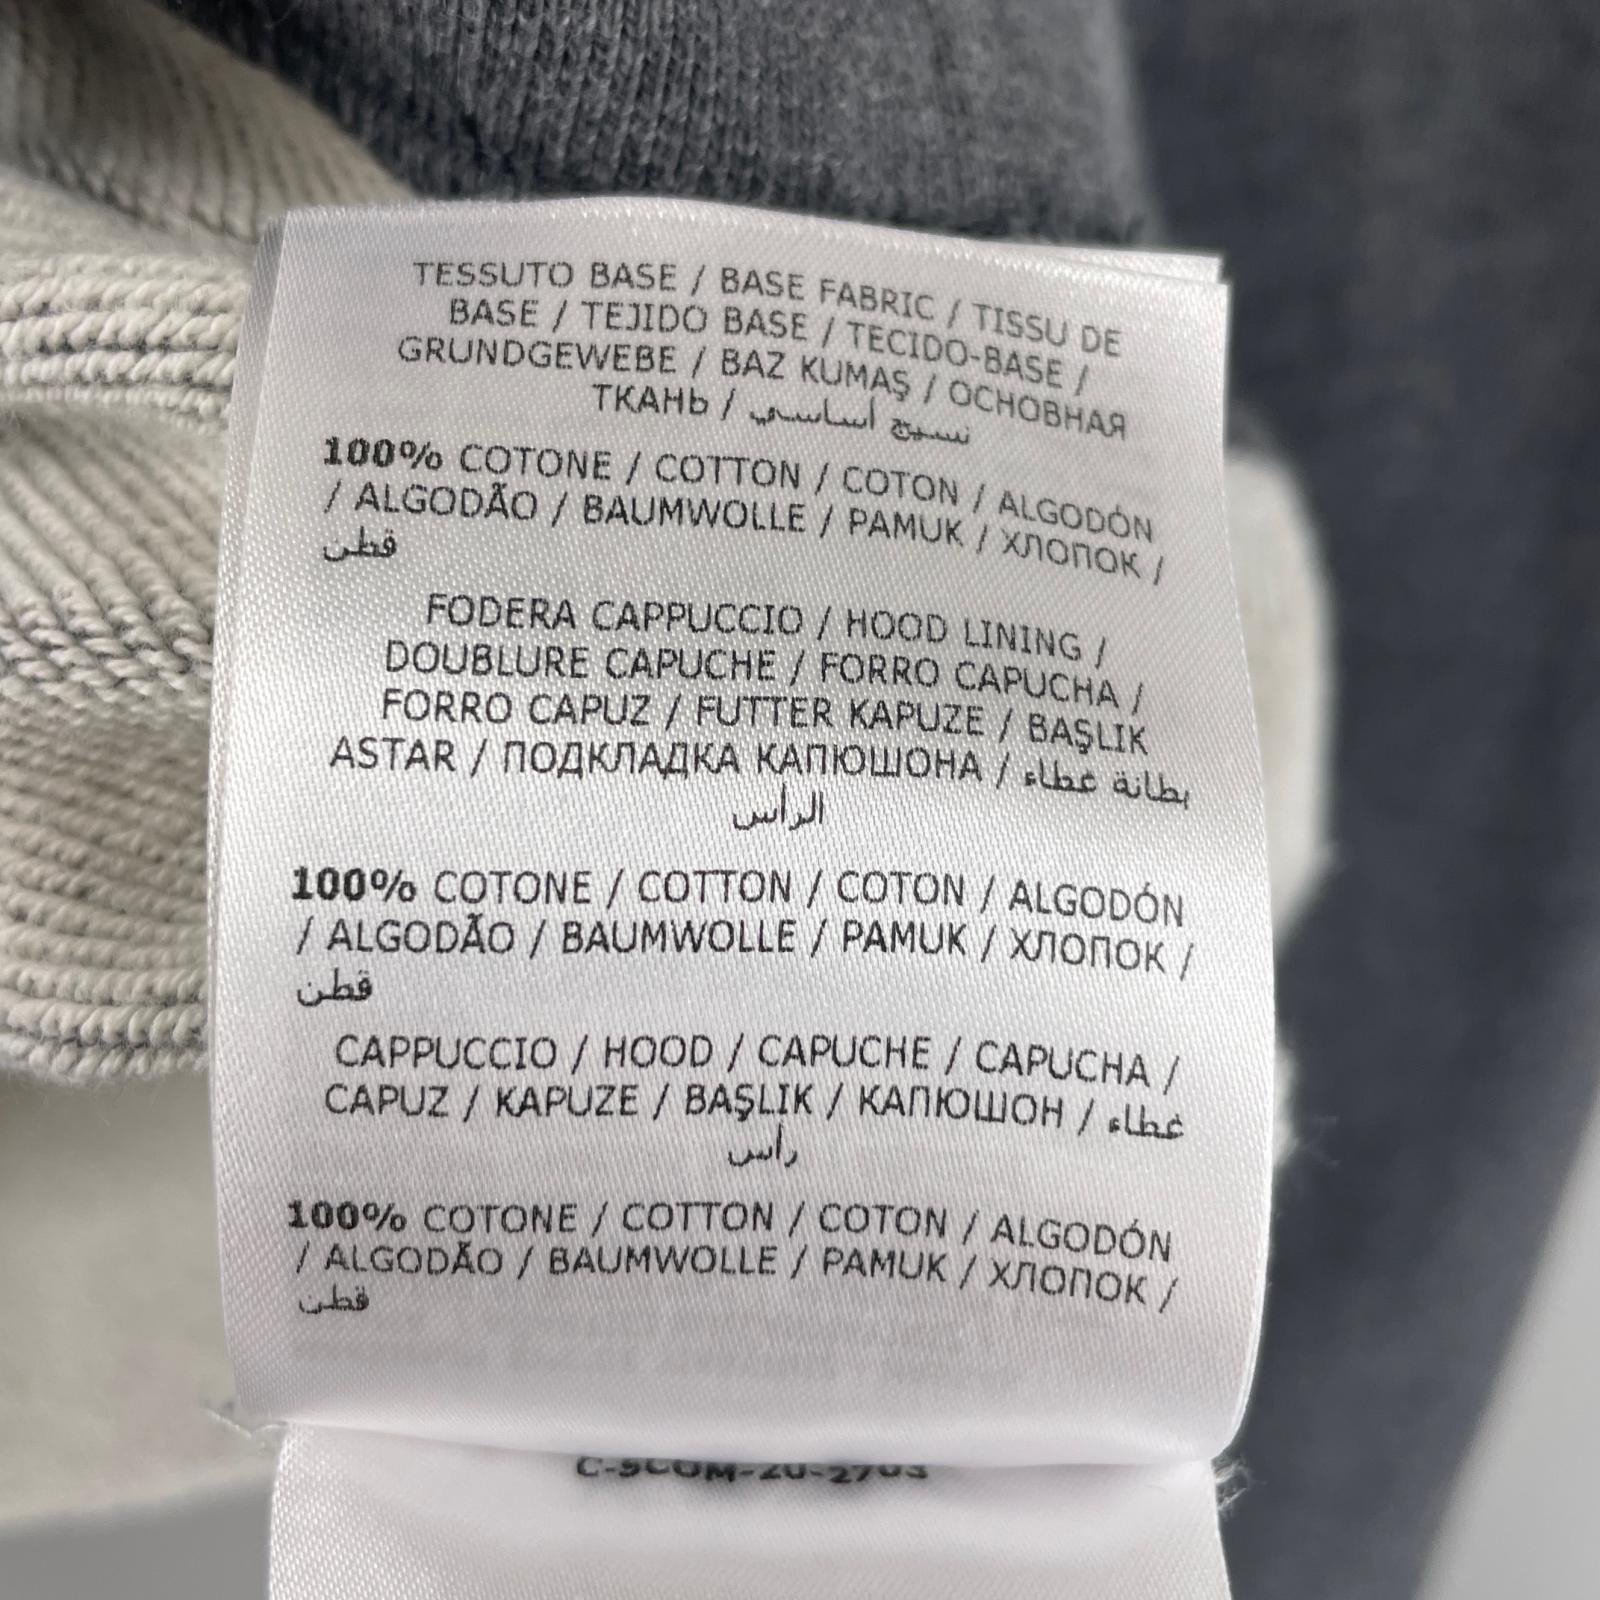 TESSUTO BASE / BASE FABRIC / TISSU DE
BASE / TEJIDO BASE / TECIDO-BASE /
GRUNDGEWEBE / BAZ KUMAŞ / ОСНОВНАЯ
ТКАНЬ / نسيج أساسي
100% COTONE / COTTON / COTON / ALGODÓN
/ ALGODÃO / BAUMWOLLE / PAMUK / ХЛОПОК /
قطن
FODERA CAPPUCCIO / HOOD LINING /
DOUBLURE CAPUCHE / FORRO CAPUCHA /
FORRO CAPUZ / FUTTER KAPUZE / BAŞLIK
ASTAR / ПОДКЛАДКА КАПЮШОНА / بطانة غطاء
الرأس
100% COTONE / COTTON / COTON / ALGODÓN
/ ALGODÃO / BAUMWOLLE / PAMUK / ХЛОПОК /
قطن
CAPPUCCIO / HOOD / CAPUCHE / CAPUCHA /
CAPUZ / KAPUZE / BAŞLIK / КАПЮШОН / غطاء
رأس
100% COTONE / COTTON / COTON / ALGODÓN
/ ALGODÃO / BAUMWOLLE / PAMUK / ХЛОПОК /
قطن
C-SCOM-20-2703